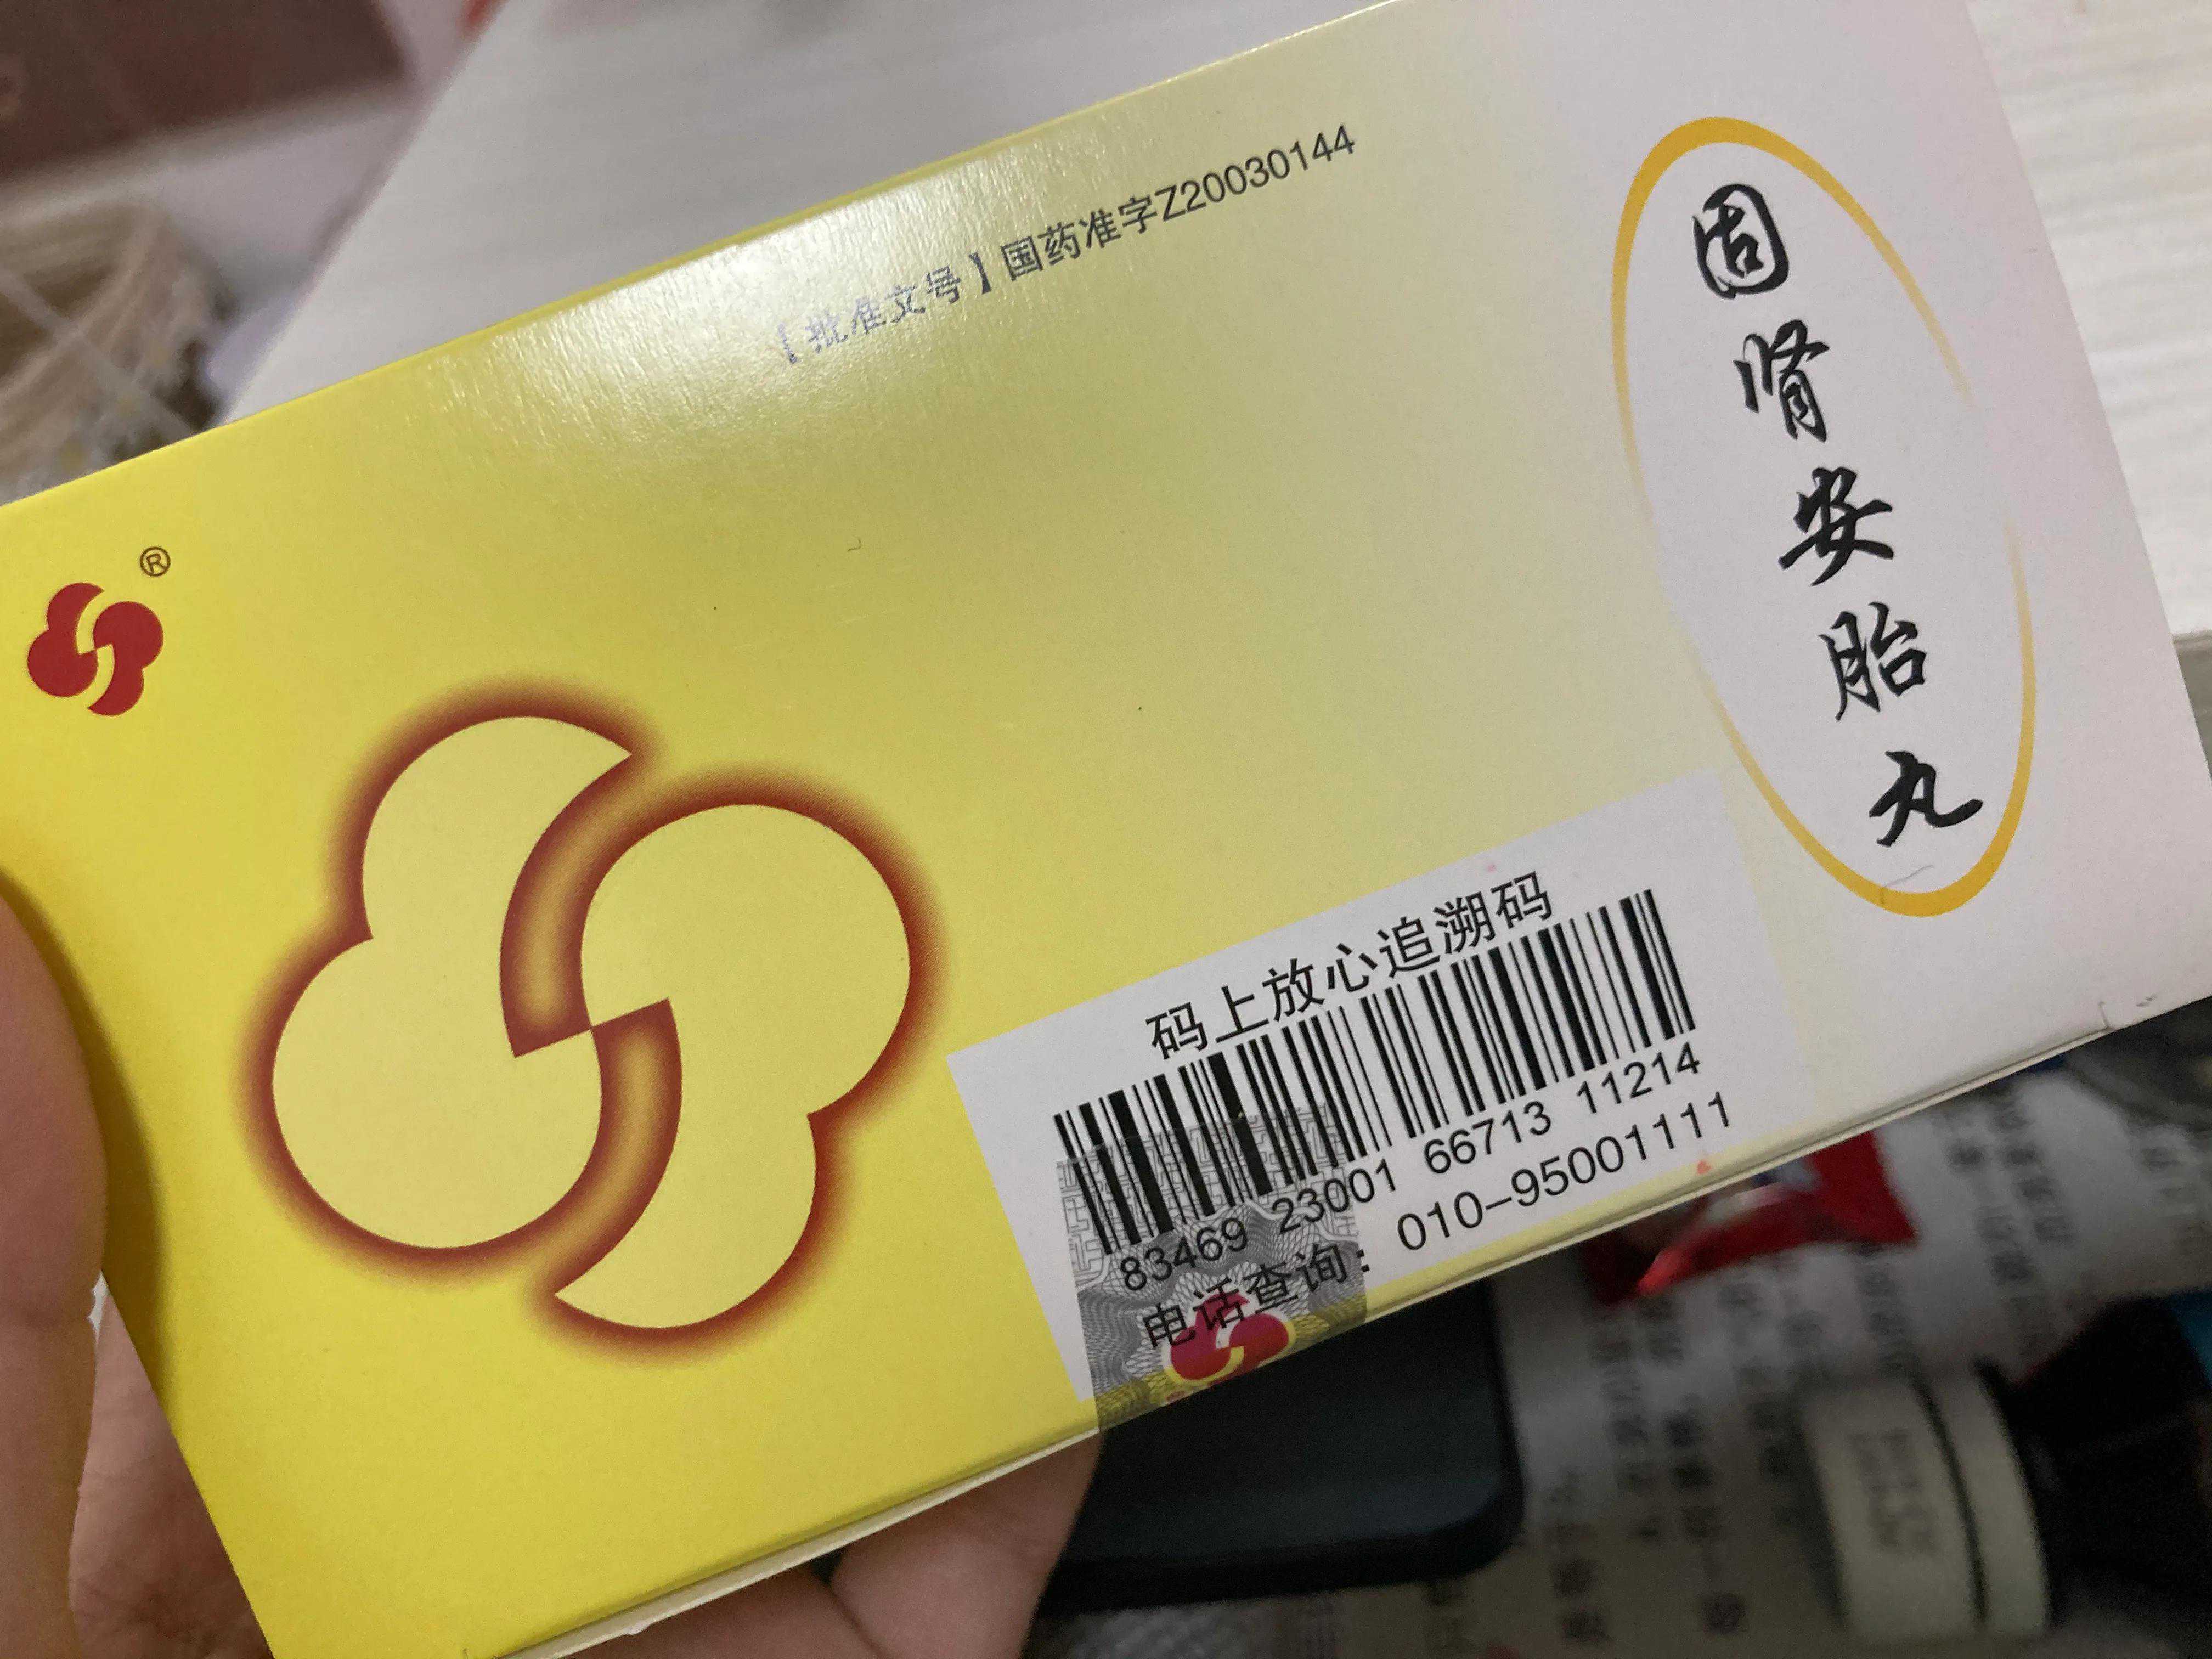 【批准文号】国药准字Z20030144
®
固肾安胎丸
码上放心追溯码
83469 23001 66713 11214
电话查询：010-95001111